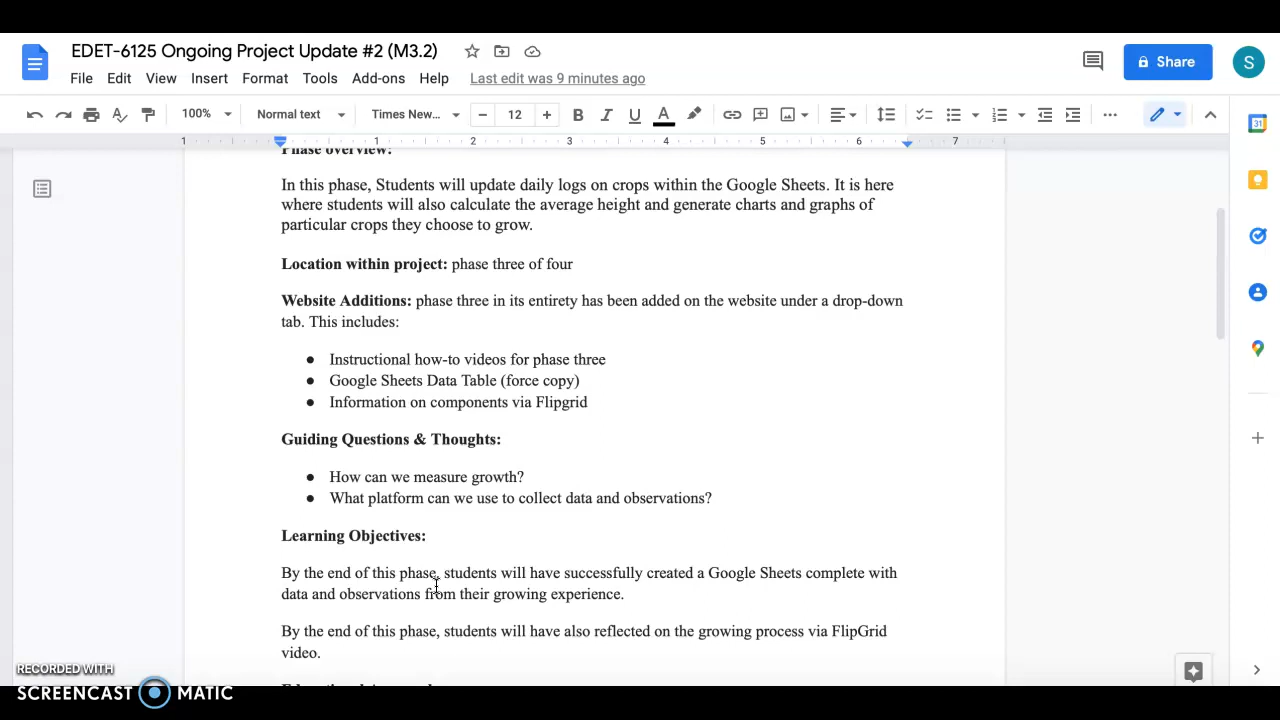 EDET-6125 Ongoing Project Update #2 (M3.2)
File Edit View Insert Format Tools Add-ons Help Last edit was 9 minutes ago
Share
S
100% Normal text Times New... 12
1 1 2 3 4 5 6 7
Phase overview:
In this phase, Students will update daily logs on crops within the Google Sheets. It is here
where students will also calculate the average height and generate charts and graphs of
particular crops they choose to grow.
Location within project: phase three of four
Website Additions: phase three in its entirety has been added on the website under a drop-down
tab. This includes:
● Instructional how-to videos for phase three
● Google Sheets Data Table (force copy)
● Information on components via Flipgrid
Guiding Questions & Thoughts:
● How can we measure growth?
● What platform can we use to collect data and observations?
Learning Objectives:
By the end of this phase, students will have successfully created a Google Sheets complete with
data and observations from their growing experience.
By the end of this phase, students will have also reflected on the growing process via FlipGrid
video.
RECORDED WITH
SCREENCAST MATIC